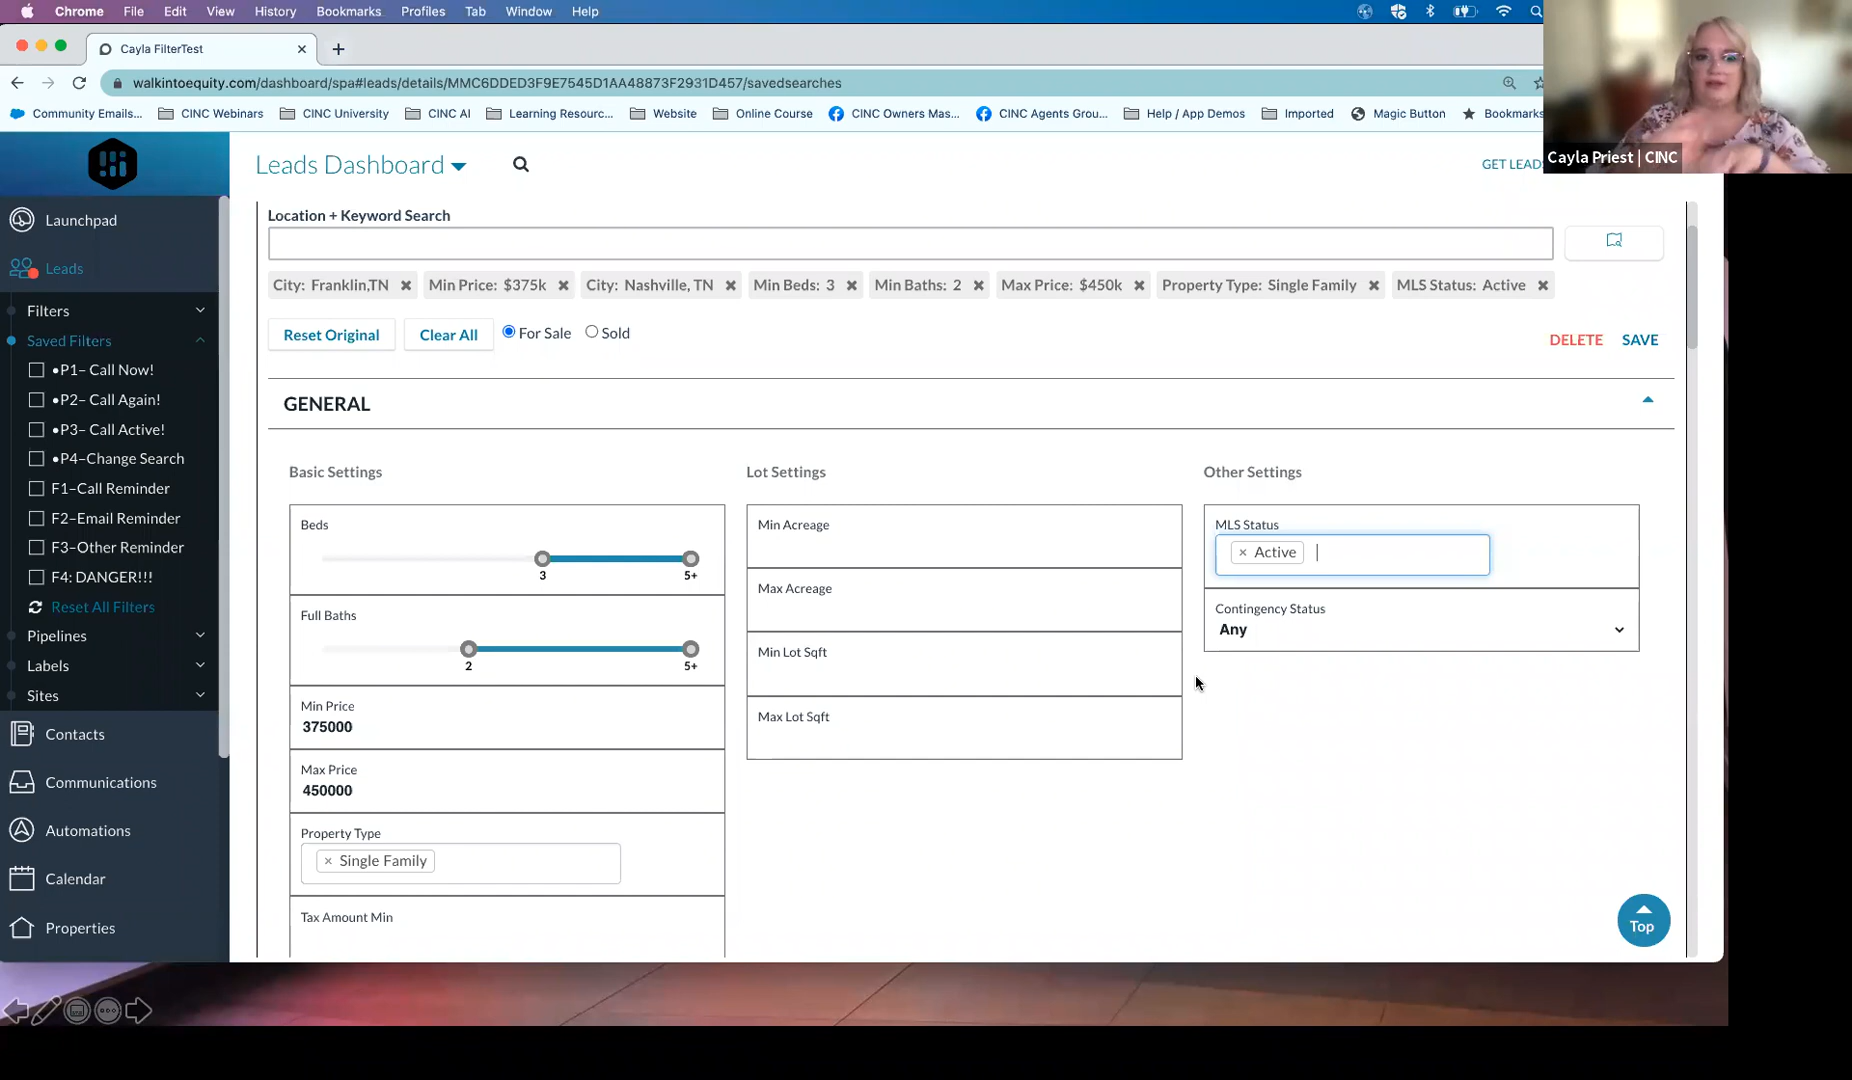 Chrome File Edit View History Bookmarks Profiles Tab Window Help
Cayla FilterTest
walkintoequity.com/dashboard/spa#leads/details/MMC6DDED3F9E7545D1AA48873F2931D457/savedsearches
Community Emails... CINC Webinars CINC University CINC AI Learning Resourc... Website Online Course CINC Owners Mas... CINC Agents Grou... Help / App Demos Imported Magic Button Bookmarks
Cayla Priest | CINC
Leads Dashboard
GET LEADS
Launchpad
Leads
Filters
Saved Filters
•P1– Call Now!
•P2– Call Again!
•P3– Call Active!
•P4–Change Search
F1–Call Reminder
F2–Email Reminder
F3–Other Reminder
F4: DANGER!!!
Reset All Filters
Pipelines
Labels
Sites
Contacts
Communications
Automations
Calendar
Properties
Location + Keyword Search
City: Franklin,TN Min Price: $375k City: Nashville, TN Min Beds: 3 Min Baths: 2 Max Price: $450k Property Type: Single Family MLS Status: Active
Reset Original Clear All For Sale Sold
DELETE SAVE
GENERAL
Basic Settings
Beds
3 5+
Full Baths
2 5+
Min Price
375000
Max Price
450000
Property Type
× Single Family
Tax Amount Min
Lot Settings
Min Acreage
Max Acreage
Min Lot Sqft
Max Lot Sqft
Other Settings
MLS Status
× Active
Contingency Status
Any
Top